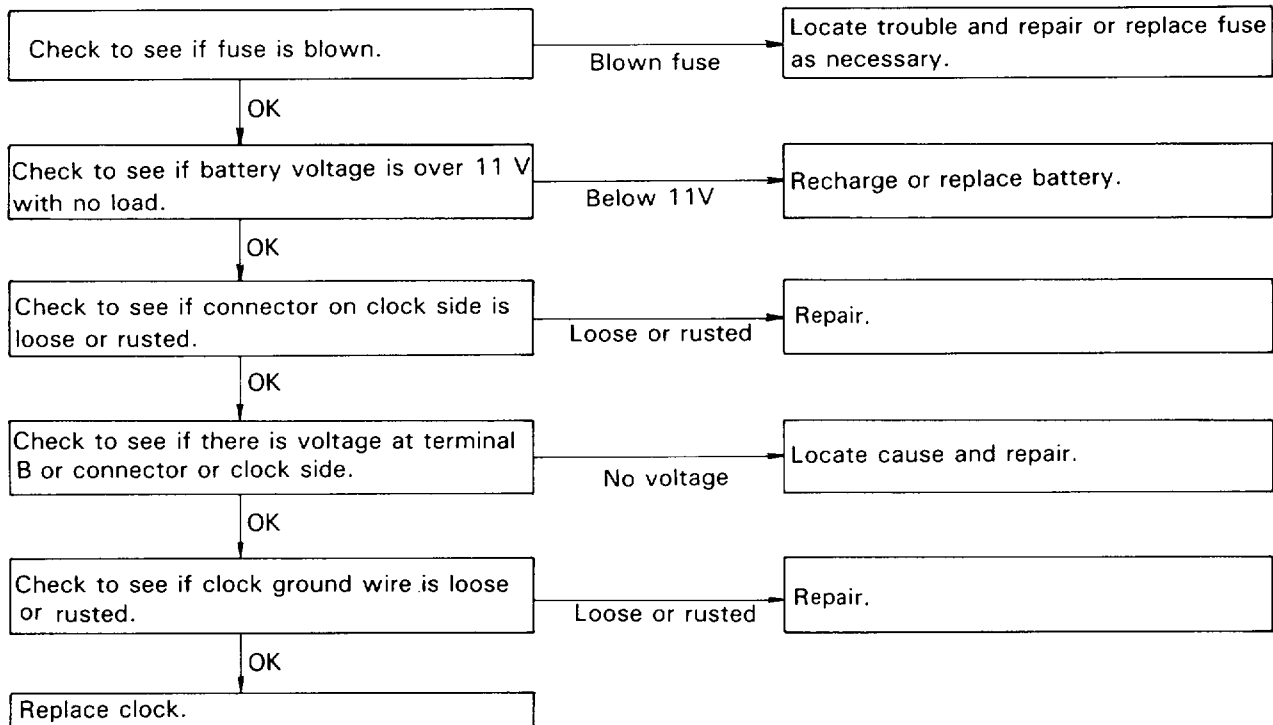 Check to see if fuse is blown.
Blown fuse
Locate trouble and repair or replace fuse
as necessary.
OK
Check to see if battery voltage is over 11 V
with no load.
Below 11V
Recharge or replace battery.
OK
Check to see if connector on clock side is
loose or rusted.
Loose or rusted
Repair.
OK
Check to see if there is voltage at terminal
B or connector or clock side.
No voltage
Locate cause and repair.
OK
Check to see if clock ground wire is loose
or rusted.
Loose or rusted
Repair.
OK
Replace clock.